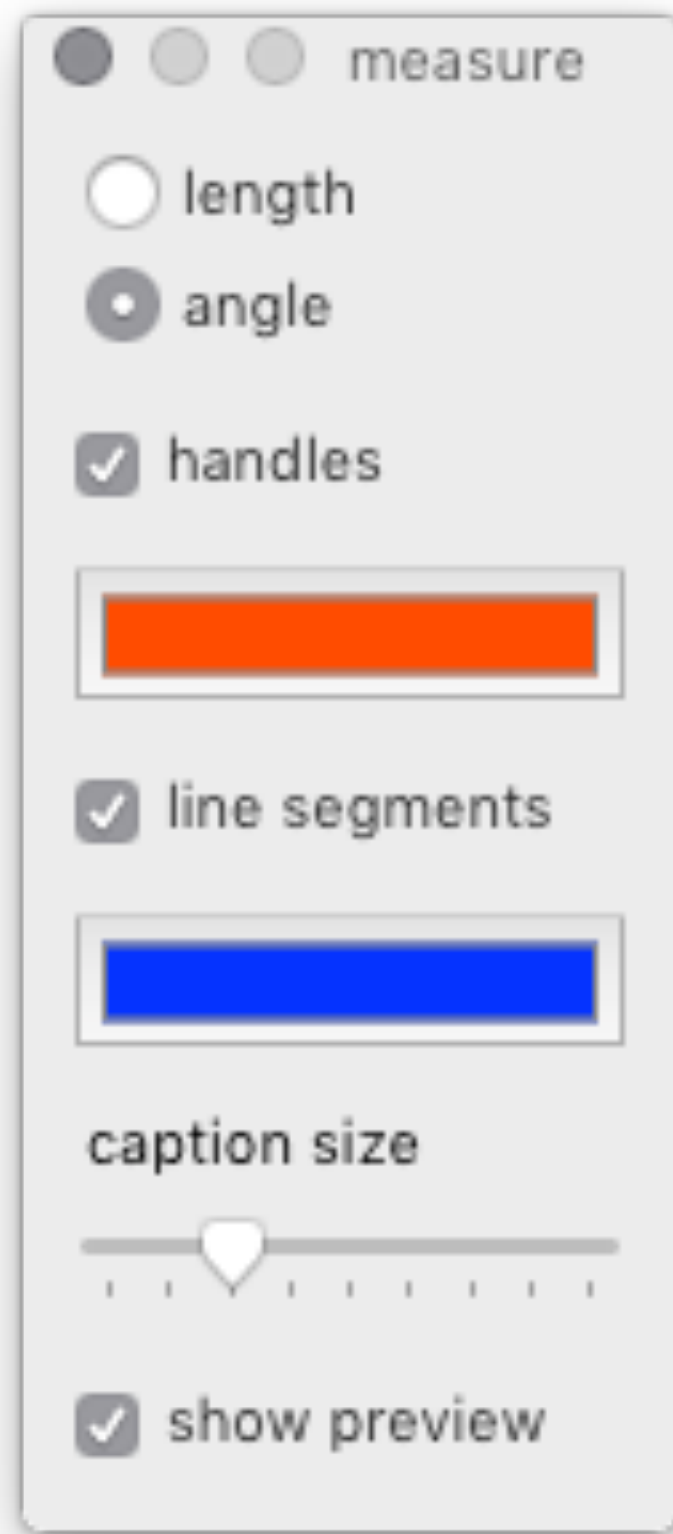 measure
length
angle
handles
line segments
caption size
show preview